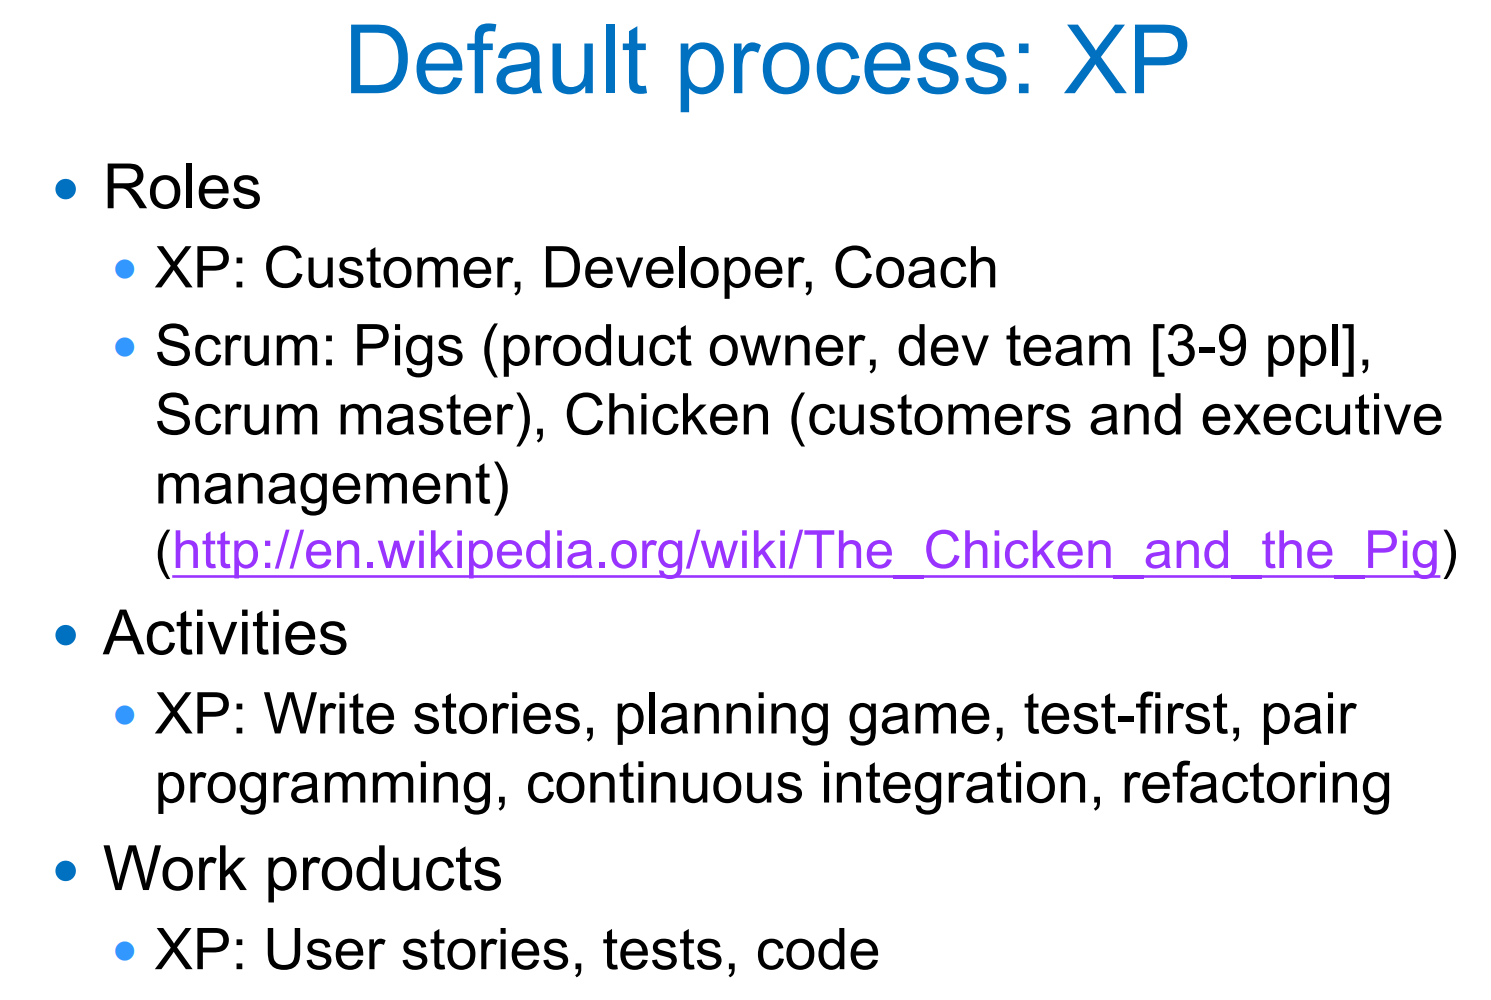 Default process: XP
• Roles
• XP: Customer, Developer, Coach
• Scrum: Pigs (product owner, dev team [3-9 ppl],
Scrum master), Chicken (customers and executive
management)
(http://en.wikipedia.org/wiki/The_Chicken_and_the_Pig)
• Activities
• XP: Write stories, planning game, test-first, pair
programming, continuous integration, refactoring
• Work products
• XP: User stories, tests, code